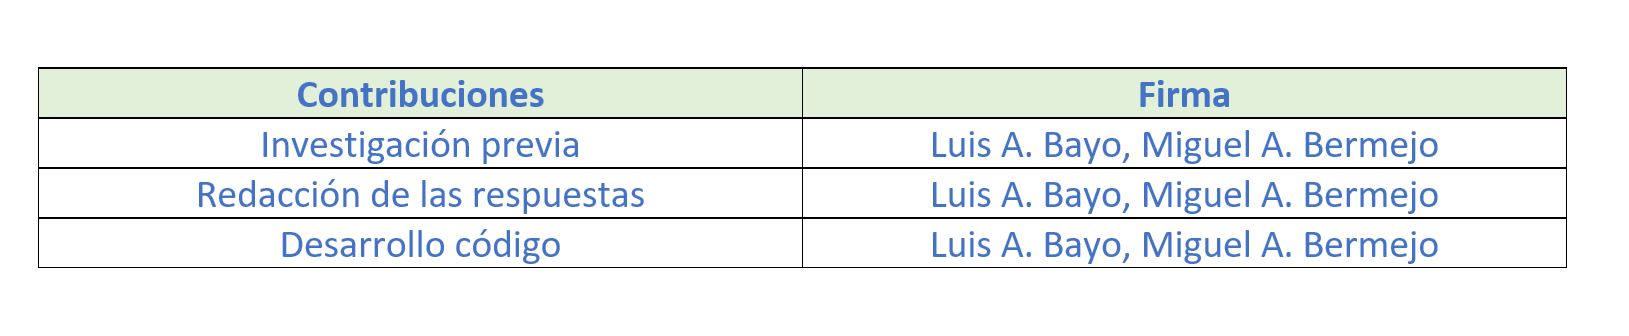 Contribuciones Firma
Investigación previa Luis A. Bayo, Miguel A. Bermejo
Redacción de las respuestas Luis A. Bayo, Miguel A. Bermejo
Desarrollo código Luis A. Bayo, Miguel A. Bermejo